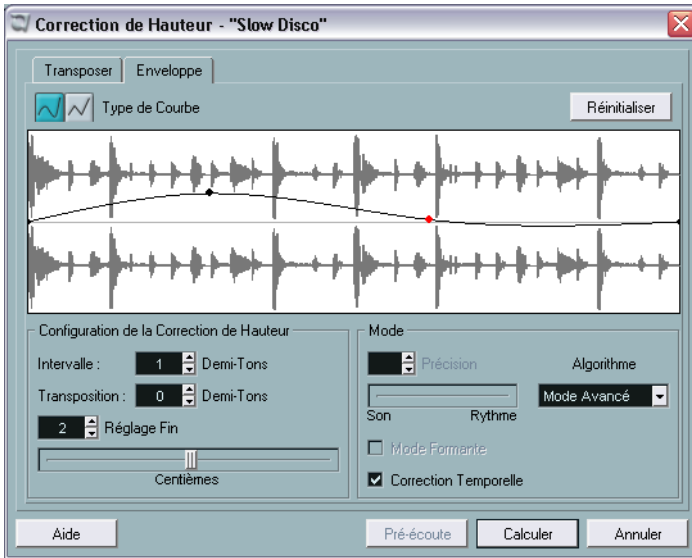 Correction de Hauteur - "Slow Disco"
Transposer Enveloppe
Type de Courbe Réinitialiser
Configuration de la Correction de Hauteur
Intervalle : 1 Demi-Tons
Transposition : 0 Demi-Tons
2 Réglage Fin
Centièmes
Mode
Précision Algorithme
Mode Avancé
Son Rythme
Mode Formante
Correction Temporelle
Aide Pré-écoute Calculer Annuler